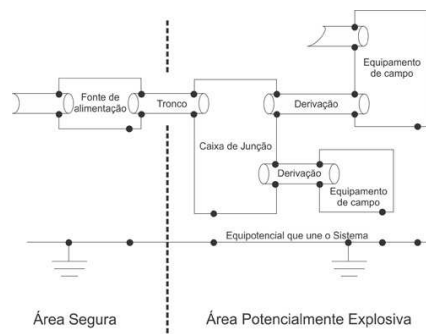 Equipamento
de campo
Fonte de
alimentação
Tronco
Derivação
Caixa de Junção
Derivação
Equipamento
de campo
Equipotencial que une o Sistema
Área Segura
Área Potencialmente Explosiva